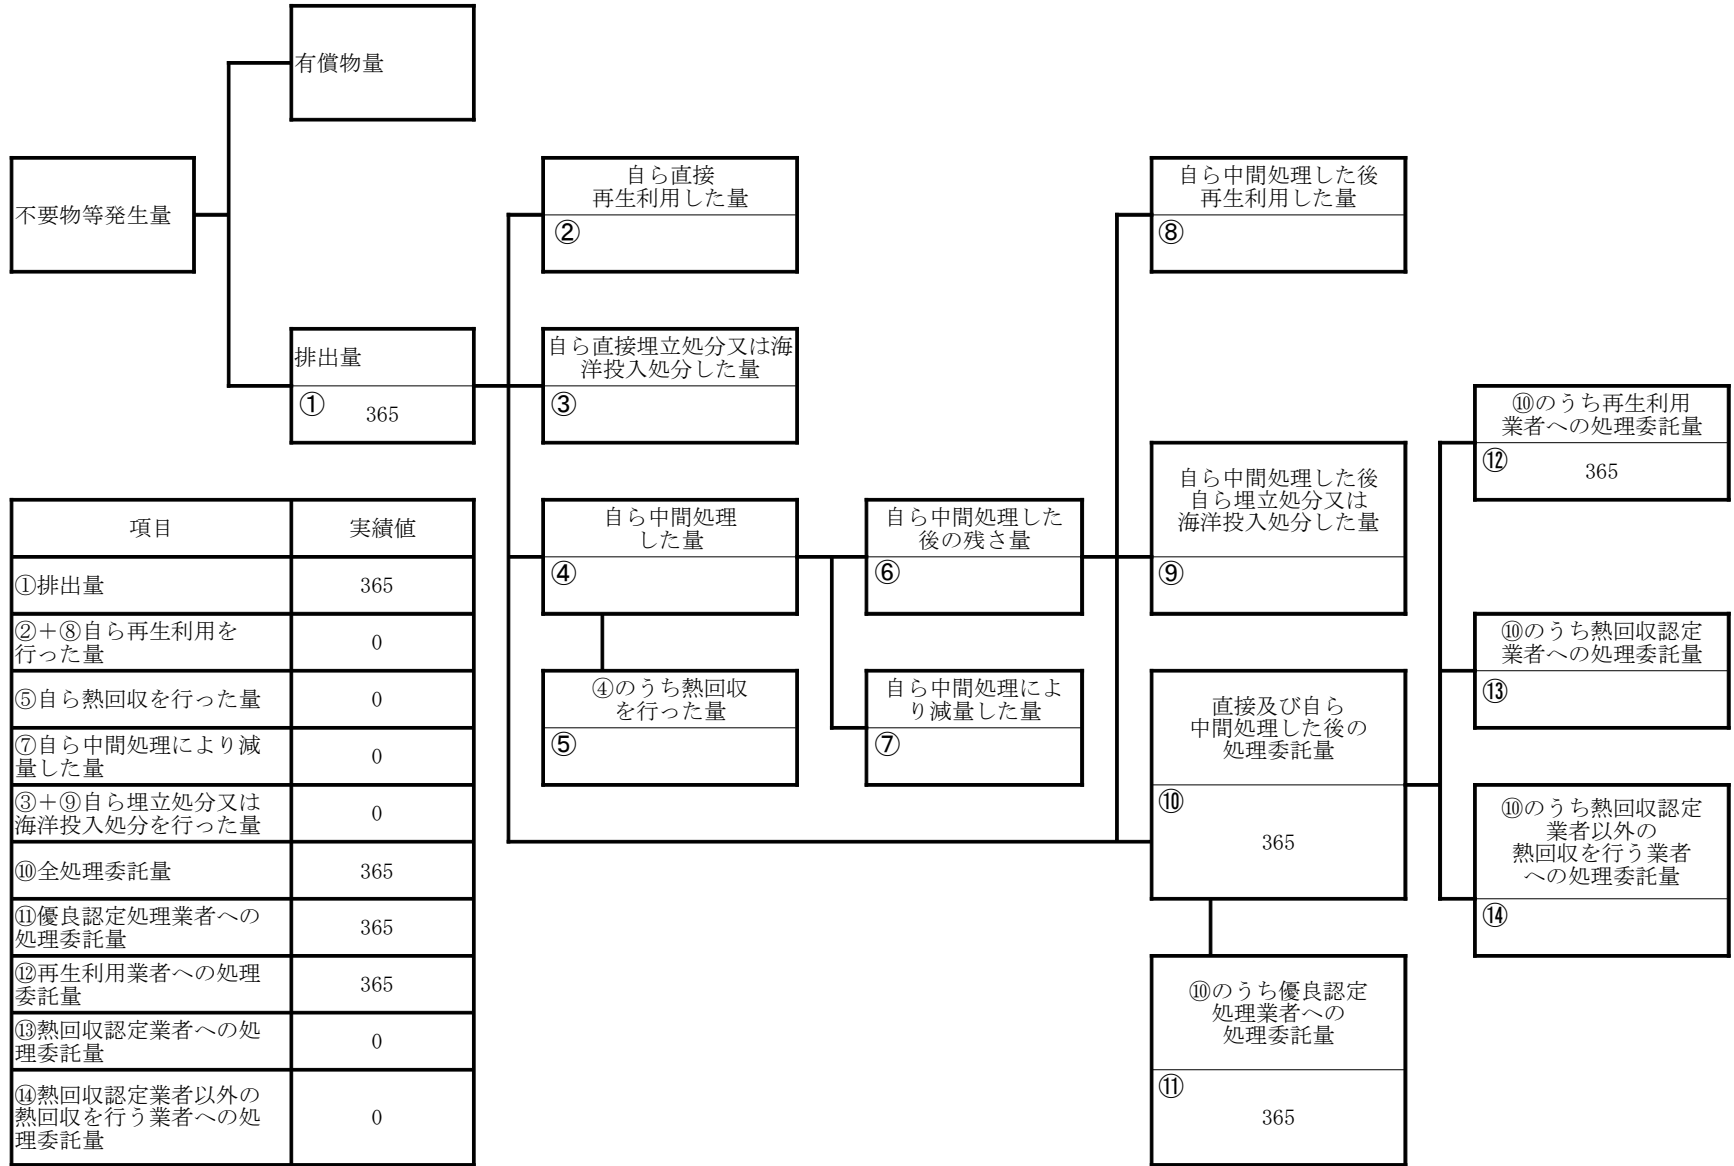 有償物量
不要物等発生量
自ら直接
再生利用した量
②
自ら中間処理した後
再生利用した量
⑧
排出量
①
365
自ら直接埋立処分又は海
洋投入処分した量
③
⑩のうち再生利用
業者への処理委託量
⑫
365
自ら中間処理
した量
④
自ら中間処理した
後の残さ量
⑥
自ら中間処理した後
自ら埋立処分又は
海洋投入処分した量
⑨
④のうち熱回収
を行った量
⑤
自ら中間処理によ
り減量した量
⑦
直接及び自ら
中間処理した後の
処理委託量
⑩
365
⑩のうち熱回収認定
業者への処理委託量
⑬
⑩のうち熱回収認定
業者以外の
熱回収を行う業者
への処理委託量
⑭
⑩のうち優良認定
処理業者への
処理委託量
⑪
365
項目 実績値
①排出量 365
②＋⑧自ら再生利用を
行った量 0
⑤自ら熱回収を行った量 0
⑦自ら中間処理により減
量した量 0
③＋⑨自ら埋立処分又は
海洋投入処分を行った量 0
⑩全処理委託量 365
⑪優良認定処理業者への
処理委託量 365
⑫再生利用業者への処理
委託量 365
⑬熱回収認定業者への処
理委託量 0
⑭熱回収認定業者以外の
熱回収を行う業者への処
理委託量 0